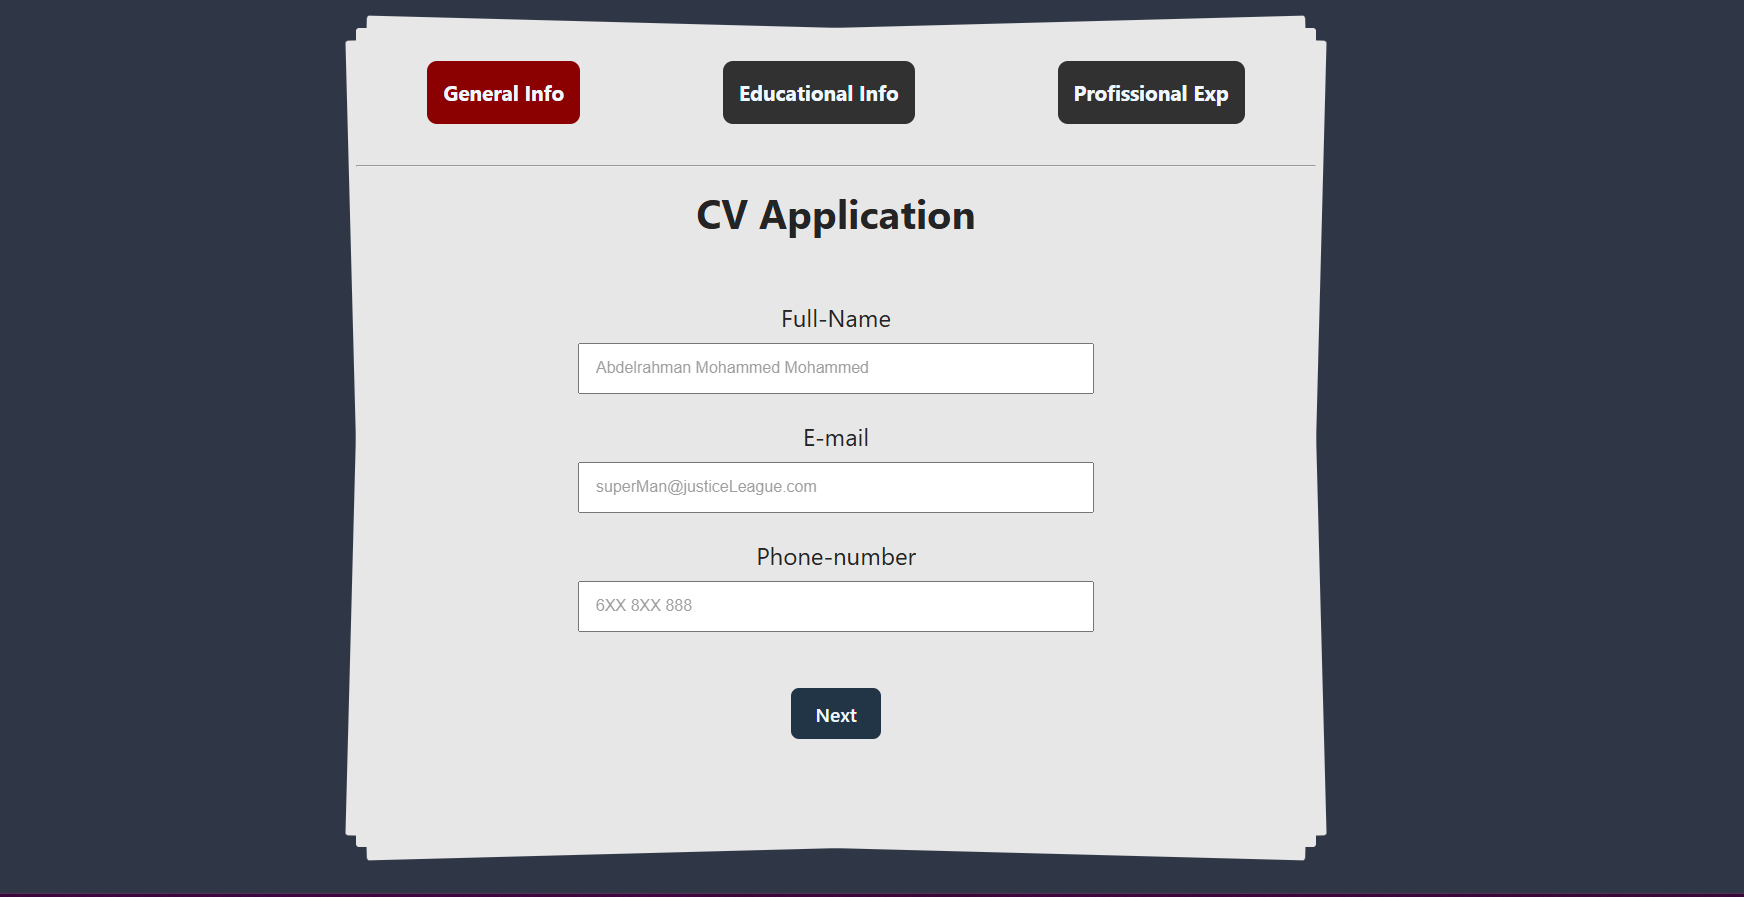 General Info
Educational Info
Profissional Exp
CV Application
Full-Name
Abdelrahman Mohammed Mohammed
E-mail
superMan@justiceLeague.com
Phone-number
6XX 8XX 888
Next